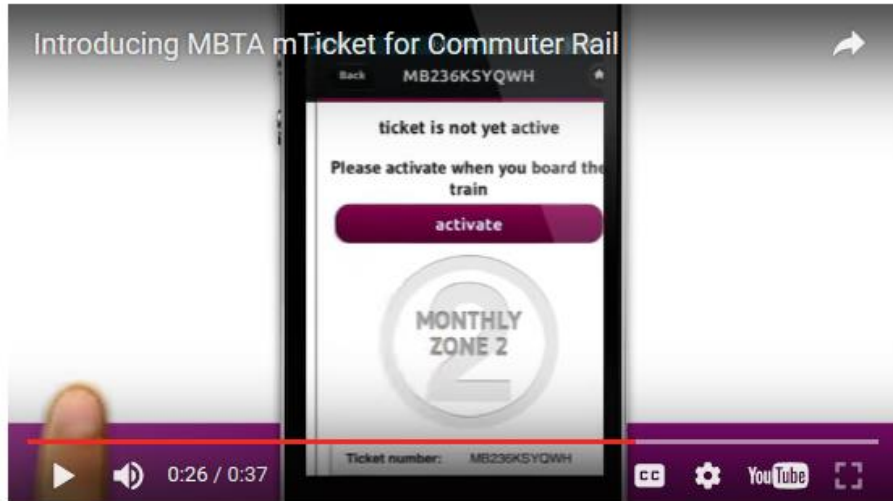 Introducing MBTA mTicket for Commuter Rail
Back MB236KSYQWH
ticket is not yet active
Please activate when you board the
train
activate
2
MONTHLY
ZONE 2
Ticket number: MB236KSYQWH
0:26 / 0:37 CC YouTube